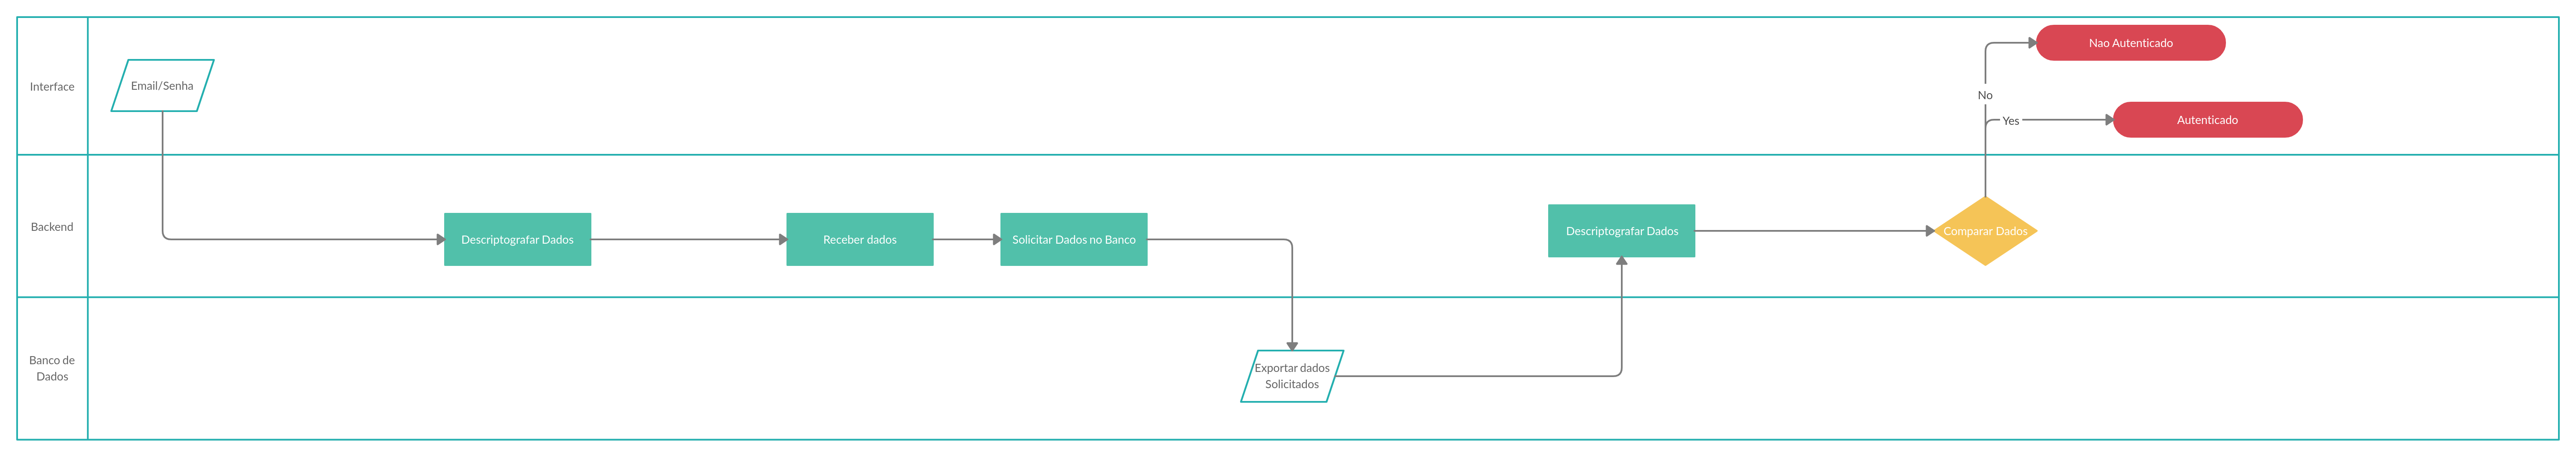 Interface
Email/Senha
Nao Autenticado
No
Yes
Autenticado
Backend
Descriptografar Dados
Receber dados
Solicitar Dados no Banco
Descriptografar Dados
Comparar Dados
Banco de
Dados
Exportar dados
Solicitados